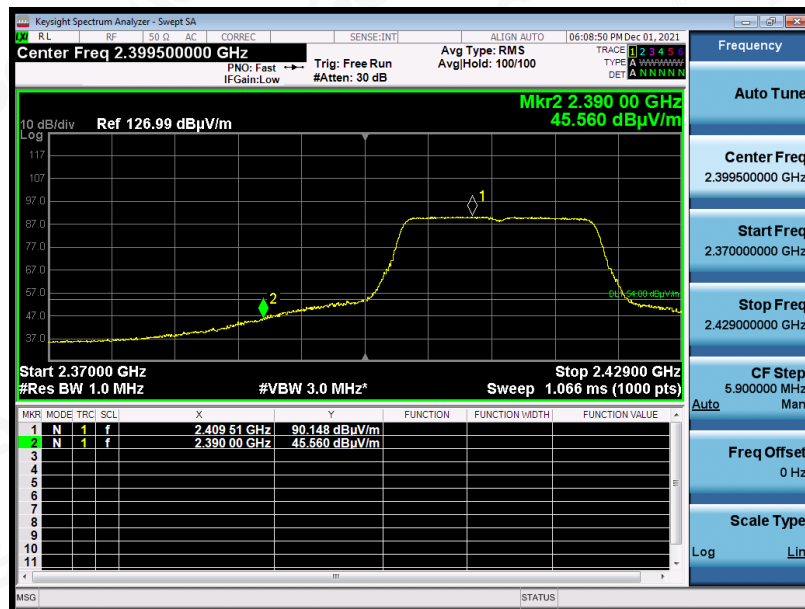 Keysight Spectrum Analyzer - Swept SA
LXI RL RF 50 Ω AC CORREC SENSE:INT ALIGN AUTO 06:08:50 PM Dec 01, 2021
Center Freq 2.399500000 GHz
PNO: Fast
IFGain:Low
Trig: Free Run
#Atten: 30 dB
Avg Type: RMS
Avg|Hold: 100/100
TRACE 1 2 3 4 5 6
TYPE A WWWWW
DET A N N N N N
Mkr2 2.390 00 GHz
45.560 dBµV/m
10 dB/div Ref 126.99 dBµV/m
Log
117
107
97.0
87.0
77.0
67.0
57.0
47.0
37.0
1
2
Start 2.37000 GHz Stop 2.42900 GHz
#Res BW 1.0 MHz #VBW 3.0 MHz* Sweep 1.066 ms (1000 pts)
MKR MODE TRC SCL X Y FUNCTION FUNCTION WIDTH FUNCTION VALUE
1 N 1 f 2.409 51 GHz 90.148 dBµV/m
2 N 1 f 2.390 00 GHz 45.560 dBµV/m
3
4
5
6
7
8
9
10
11
MSG STATUS
Frequency
Auto Tune
Center Freq
2.399500000 GHz
Start Freq
2.370000000 GHz
Stop Freq
2.429000000 GHz
CF Step
5.900000 MHz
Auto Man
Freq Offset
0 Hz
Scale Type
Log Lin